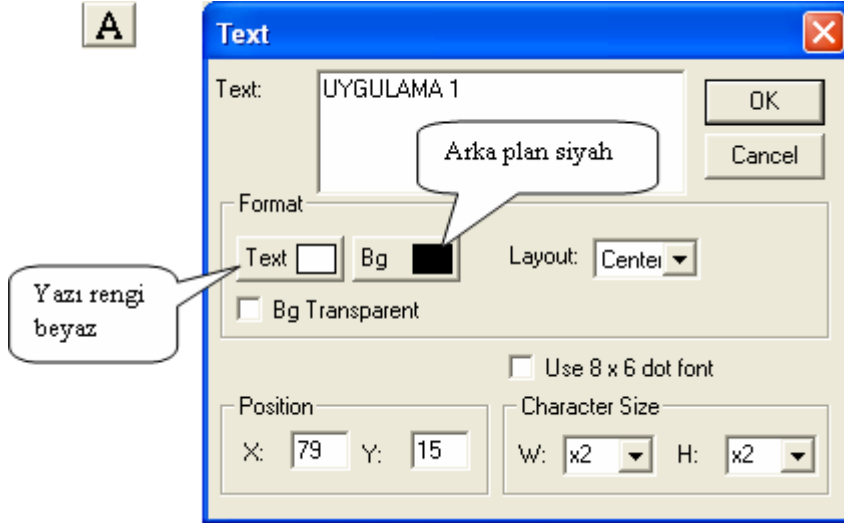 A
Text
Text:
UYGULAMA 1
OK
Arka plan siyah
Cancel
Format
Text
Bg
Layout:
Center
Yazı rengi
beyaz
Bg Transparent
Use 8 x 6 dot font
Position
Character Size
X: 79 Y: 15
W: x2 H: x2